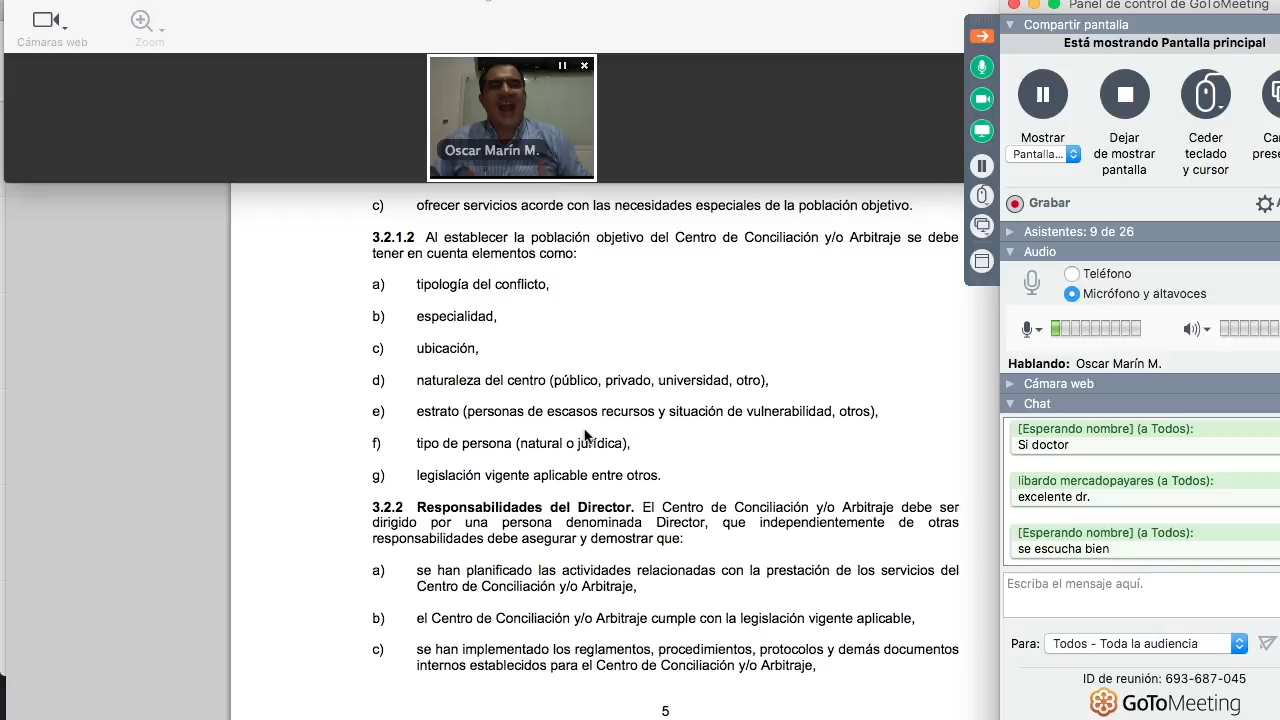 Cámaras web
Zoom
Oscar Marín M.
c) ofrecer servicios acorde con las necesidades especiales de la población objetivo.
3.2.1.2 Al establecer la población objetivo del Centro de Conciliación y/o Arbitraje se debe
tener en cuenta elementos como:
a) tipología del conflicto,
b) especialidad,
c) ubicación,
d) naturaleza del centro (público, privado, universidad, otro),
e) estrato (personas de escasos recursos y situación de vulnerabilidad, otros),
f) tipo de persona (natural o jurídica),
g) legislación vigente aplicable entre otros.
3.2.2 Responsabilidades del Director. El Centro de Conciliación y/o Arbitraje debe ser
dirigido por una persona denominada Director, que independientemente de otras
responsabilidades debe asegurar y demostrar que:
a) se han planificado las actividades relacionadas con la prestación de los servicios del
Centro de Conciliación y/o Arbitraje,
b) el Centro de Conciliación y/o Arbitraje cumple con la legislación vigente aplicable,
c) se han implementado los reglamentos, procedimientos, protocolos y demás documentos
internos establecidos para el Centro de Conciliación y/o Arbitraje,
5
Panel de control de GoToMeeting
Compartir pantalla
Está mostrando Pantalla principal
Mostrar
Pantalla...
Dejar
de mostrar
pantalla
Ceder
teclado
y cursor
Grabar
Asistentes: 9 de 26
Audio
Teléfono
Micrófono y altavoces
Hablando: Oscar Marín M.
Cámara web
Chat
[Esperando nombre] (a Todos):
Si doctor
libardo mercadopayares (a Todos):
excelente dr.
[Esperando nombre] (a Todos):
se escucha bien
Escriba el mensaje aquí.
Para: Todos - Toda la audiencia
ID de reunión: 693-687-045
GoToMeeting